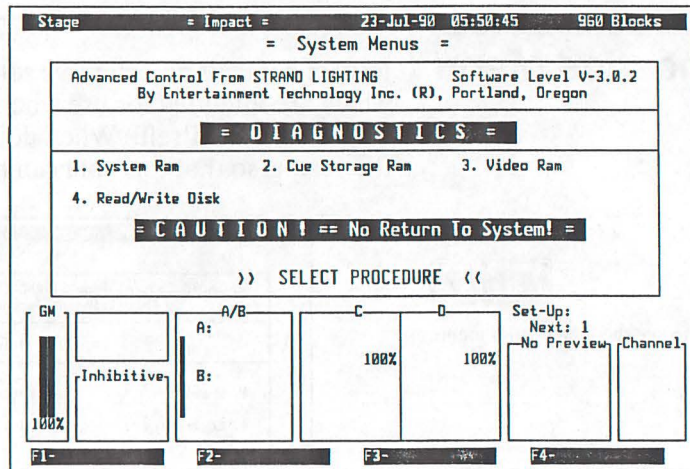 Stage = Impact = 23-Jul-90 05:50:45 960 Blocks
= System Menus =
Advanced Control From STRAND LIGHTING Software Level V-3.0.2
By Entertainment Technology Inc. (R), Portland, Oregon
= D I A G N O S T I C S =
1. System Ram 2. Cue Storage Ram 3. Video Ram
4. Read/Write Disk
= C A U T I O N ! == No Return To System! =
>> SELECT PROCEDURE <<
GM A/B C D Set-Up:
Next: 1
A: No Preview Channel
100% 100%
Inhibitive B:
100%
F1- F2- F3- F4-